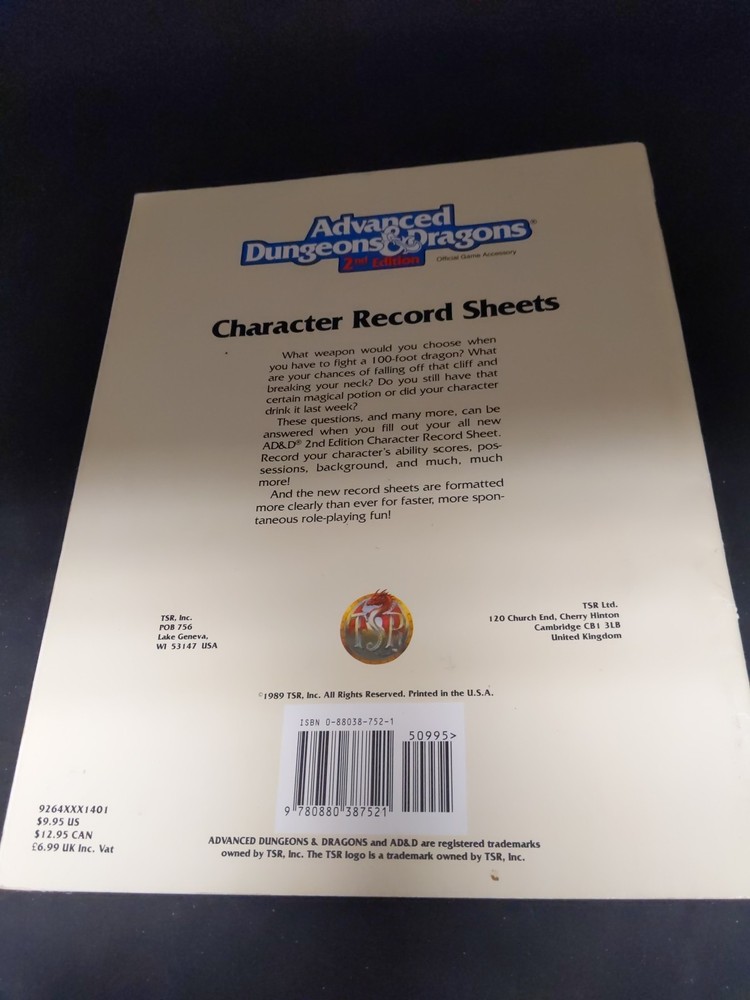 Advanced
Dungeons & Dragons®
2nd Edition
Official Game Accessory
Character Record Sheets
What weapon would you choose when
you have to fight a 100-foot dragon? What
are your chances of falling off that cliff and
breaking your neck? Do you still have that
certain magical potion or did your character
drink it last week?
These questions, and many more, can be
answered when you fill out your all new
AD&D® 2nd Edition Character Record Sheet.
Record your character's ability scores, pos-
sessions, background, and much, much
more!
And the new record sheets are formatted
more clearly than ever for faster, more spon-
taneous role-playing fun!
TSR, Inc.
POB 756
Lake Geneva,
WI 53147 USA
TSR
TSR Ltd.
120 Church End, Cherry Hinton
Cambridge CB1 3LB
United Kingdom
©1989 TSR, Inc. All Rights Reserved. Printed in the U.S.A.
ISBN 0-88038-752-1
50995>
9 780880 387521
9264XXX1401
$9.95 US
$12.95 CAN
£6.99 UK Inc. Vat
ADVANCED DUNGEONS & DRAGONS and AD&D are registered trademarks
owned by TSR, Inc. The TSR logo is a trademark owned by TSR, Inc.